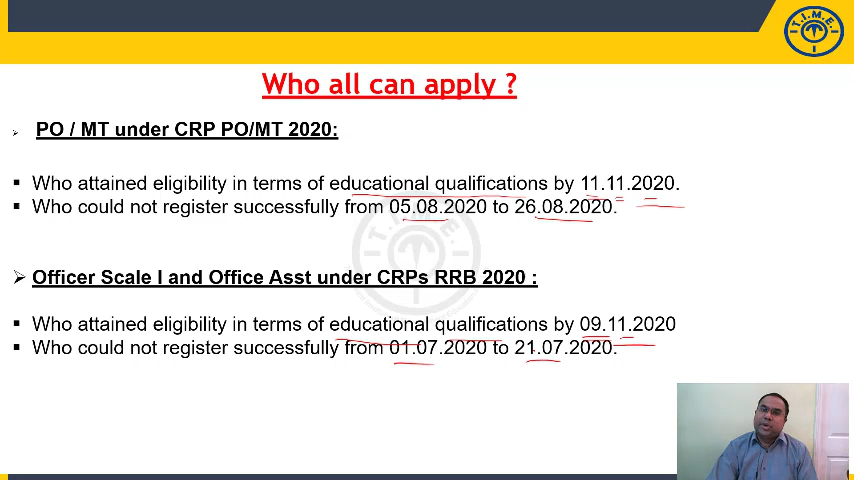 T.I.M.E.
Who all can apply ?
PO / MT under CRP PO/MT 2020:
Who attained eligibility in terms of educational qualifications by 11.11.2020.
Who could not register successfully from 05.08.2020 to 26.08.2020.
T.I.M.E.
Officer Scale I and Office Asst under CRPs RRB 2020 :
Who attained eligibility in terms of educational qualifications by 09.11.2020
Who could not register successfully from 01.07.2020 to 21.07.2020.